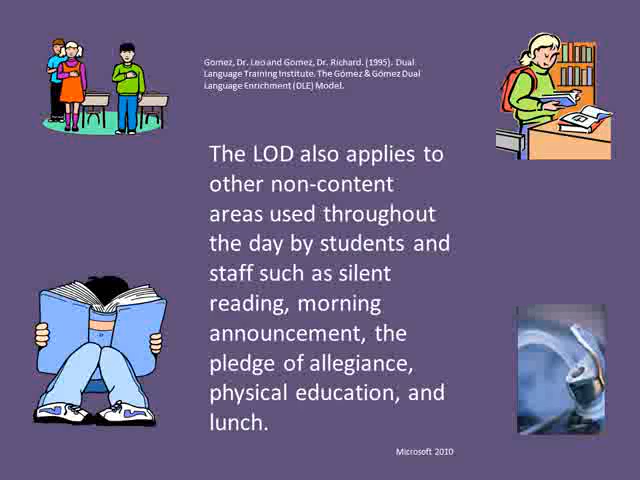 Gomez, Dr. Leo and Gomez, Dr. Richard. (1995). Dual
Language Training Institute. The Gómez & Gómez Dual
Language Enrichment (DLE) Model.
The LOD also applies to
other non-content
areas used throughout
the day by students and
staff such as silent
reading, morning
announcement, the
pledge of allegiance,
physical education, and
lunch.
Microsoft 2010